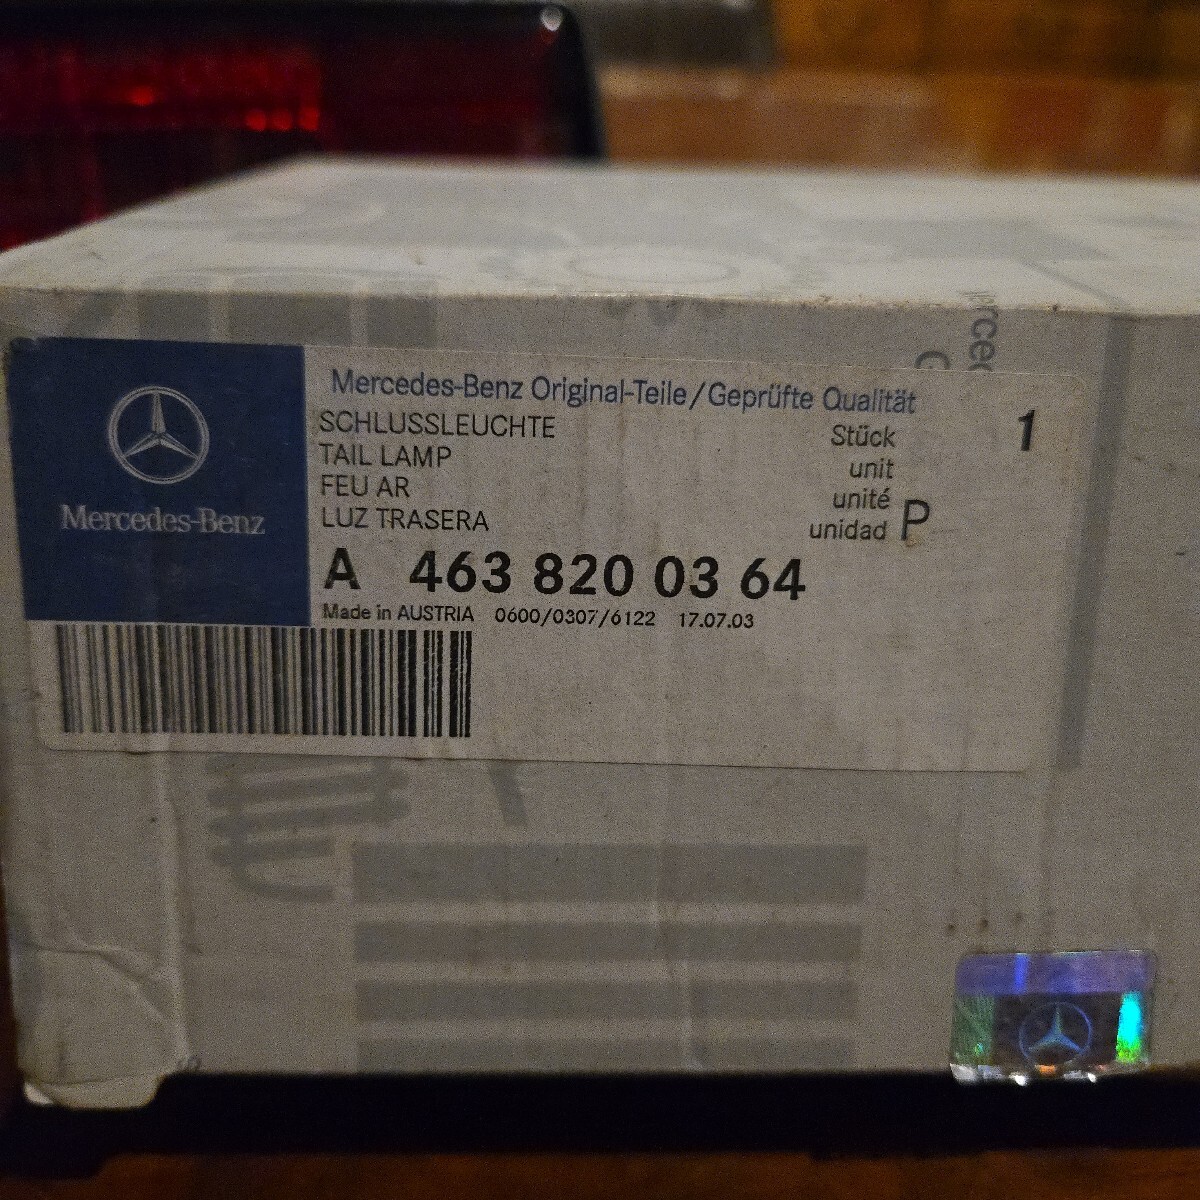 Mercedes-Benz
Mercedes-Benz Original-Teile/Geprüfte Qualität
SCHLUSSLEUCHTE
TAIL LAMP
FEU AR
LUZ TRASERA
Stück
unit
unité
unidad P
1
A 463 820 03 64
Made in AUSTRIA 0600/0307/6122 17.07.03